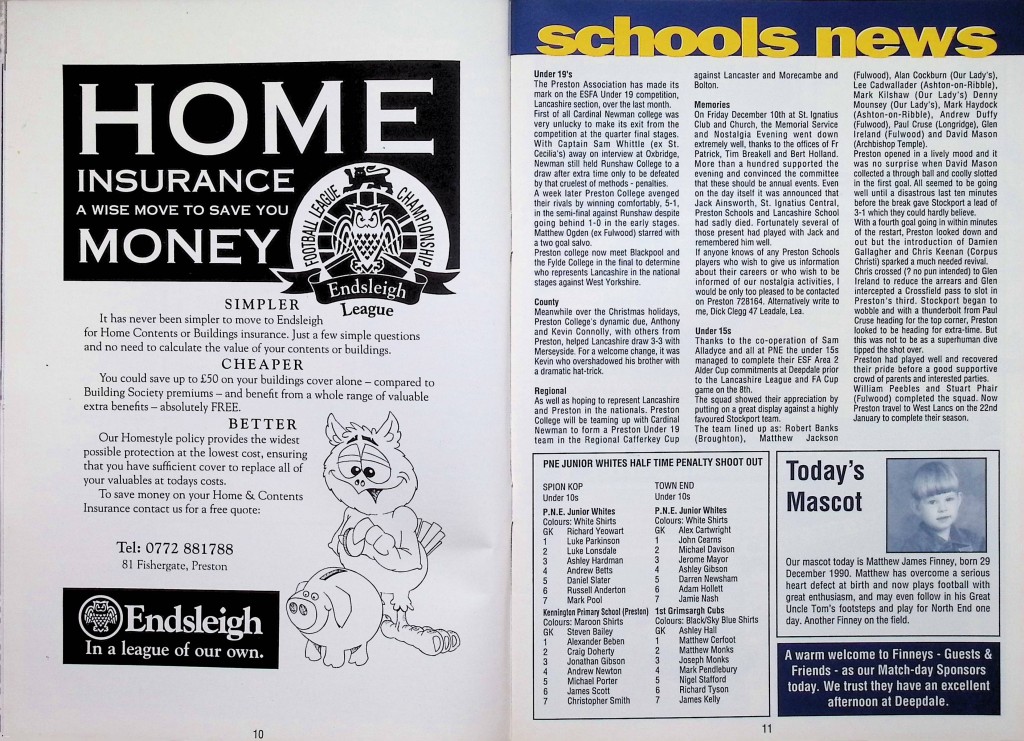 HOME
INSURANCE
A WISE MOVE TO SAVE YOU
MONEY
FOOTBALL LEAGUE CHAMPIONSHIP
Endsleigh
League
SIMPLER
It has never been simpler to move to Endsleigh
for Home Contents or Buildings insurance. Just a few simple questions
and no need to calculate the value of your contents or buildings.
CHEAPER
You could save up to £50 on your buildings cover alone – compared to
Building Society premiums – and benefit from a whole range of valuable
extra benefits – absolutely FREE.
BETTER
Our Homestyle policy provides the widest
possible protection at the lowest cost, ensuring
that you have sufficient cover to replace all of
your valuables at todays costs.
To save money on your Home & Contents
Insurance contact us for a free quote:
Tel: 0772 881788
81 Fishergate, Preston
Endsleigh
In a league of our own.
10
schools news
Under 19's
The Preston Association has made its
mark on the ESFA Under 19 competition,
Lancashire section, over the last month.
First of all Cardinal Newman college was
very unlucky to make its exit from the
competition at the quarter final stages.
With Captain Sam Whittle (ex St.
Cecilia's) away on interview at Oxbridge,
Newman still held Runshaw College to a
draw after extra time only to be defeated
by that cruelest of methods - penalties.
A week later Preston College avenged
their rivals by winning comfortably, 5-1,
in the semi-final against Runshaw despite
going behind 1-0 in the early stages.
Matthew Ogden (ex Fulwood) starred with
a two goal salvo.
Preston college now meet Blackpool and
the Fylde College in the final to determine
who represents Lancashire in the national
stages against West Yorkshire.
County
Meanwhile over the Christmas holidays,
Preston College's dynamic due, Anthony
and Kevin Connolly, with others from
Preston, helped Lancashire draw 3-3 with
Merseyside. For a welcome change, it was
Kevin who overshadowed his brother with
a dramatic hat-trick.
Regional
As well as hoping to represent Lancashire
and Preston in the nationals. Preston
College will be teaming up with Cardinal
Newman to form a Preston Under 19
team in the Regional Cafferkey Cup
against Lancaster and Morecambe and
Bolton.
Memories
On Friday December 10th at St. Ignatius
Club and Church, the Memorial Service
and Nostalgia Evening went down
extremely well, thanks to the offices of Fr
Patrick, Tim Breakell and Bert Holland.
More than a hundred supported the
evening and convinced the committee
that these should be annual events. Even
on the day itself it was announced that
Jack Ainsworth, St. Ignatius Central,
Preston Schools and Lancashire School
had sadly died. Fortunately several of
those present had played with Jack and
remembered him well.
If anyone knows of any Preston Schools
players who wish to give us information
about their careers or who wish to be
informed of our nostalgia activities, I
would be only too pleased to be contacted
on Preston 728164. Alternatively write to
me, Dick Clegg 47 Leadale, Lea.
Under 15s
Thanks to the co-operation of Sam
Alladyce and all at PNE the under 15s
managed to complete their ESF Area 2
Alder Cup commitments at Deepdale prior
to the Lancashire League and FA Cup
game on the 8th.
The squad showed their appreciation by
putting on a great display against a highly
favoured Stockport team.
The team lined up as: Robert Banks
(Broughton), Matthew Jackson
(Fulwood), Alan Cockburn (Our Lady's),
Lee Cadwallader (Ashton-on-Ribble),
Mark Kilshaw (Our Lady's) Denny
Mounsey (Our Lady's), Mark Haydock
(Ashton-on-Ribble), Andrew Duffy
(Fulwood), Paul Cruse (Longridge), Glen
Ireland (Fulwood) and David Mason
(Archbishop Temple).
Preston opened in a lively mood and it
was no surprise when David Mason
collected a through ball and coolly slotted
in the first goal. All seemed to be going
well until a disastrous last ten minutes
before the break gave Stockport a lead of
3-1 which they could hardly believe.
With a fourth goal going in within minutes
of the restart, Preston looked down and
out but the introduction of Damien
Gallagher and Chris Keenan (Corpus
Christi) sparked a much needed revival.
Chris crossed (? no pun intended) to Glen
Ireland to reduce the arrears and Glen
intercepted a Crossfield pass to slot in
Preston's third. Stockport began to
wobble and with a thunderbolt from Paul
Cruse heading for the top corner, Preston
looked to be heading for extra-time. But
this was not to be as a superhuman dive
tipped the shot over.
Preston had played well and recovered
their pride before a good supportive
crowd of parents and interested parties.
William Peebles and Stuart Phair
(Fulwood) completed the squad. Now
Preston travel to West Lancs on the 22nd
January to complete their season.
PNE JUNIOR WHITES HALF TIME PENALTY SHOOT OUT
SPION KOP
Under 10s
P.N.E. Junior Whites
Colours: White Shirts
GK Richard Yeowart
1 Luke Parkinson
2 Luke Lonsdale
3 Ashley Hardman
4 Andrew Betts
5 Daniel Slater
6 Russell Anderton
7 Mark Pool
Kennington Primary School (Preston)
Colours: Maroon Shirts
GK Steven Bailey
1 Alexander Beben
2 Craig Doherty
3 Jonathan Gibson
4 Andrew Newton
5 Michael Porter
6 James Scott
7 Christopher Smith
TOWN END
Under 10s
P.N.E. Junior Whites
Colours: White Shirts
GK Alex Cartwright
1 John Cearns
2 Michael Davison
3 Jerome Mayor
4 Ashley Gibson
5 Darren Newsham
6 Adam Hollett
7 Jamie Nash
1st Grimsargh Cubs
Colours: Black/Sky Blue Shirts
GK Ashley Hall
1 Matthew Cerfoot
2 Matthew Monks
3 Joseph Monks
4 Mark Pendlebury
5 Nigel Stafford
6 Richard Tyson
7 James Kelly
Today's
Mascot
Our mascot today is Matthew James Finney, born 29
December 1990. Matthew has overcome a serious
heart defect at birth and now plays football with
great enthusiasm, and may even follow in his Great
Uncle Tom's footsteps and play for North End one
day. Another Finney on the field.
A warm welcome to Finneys - Guests &
Friends - as our Match-day Sponsors
today. We trust they have an excellent
afternoon at Deepdale.
11